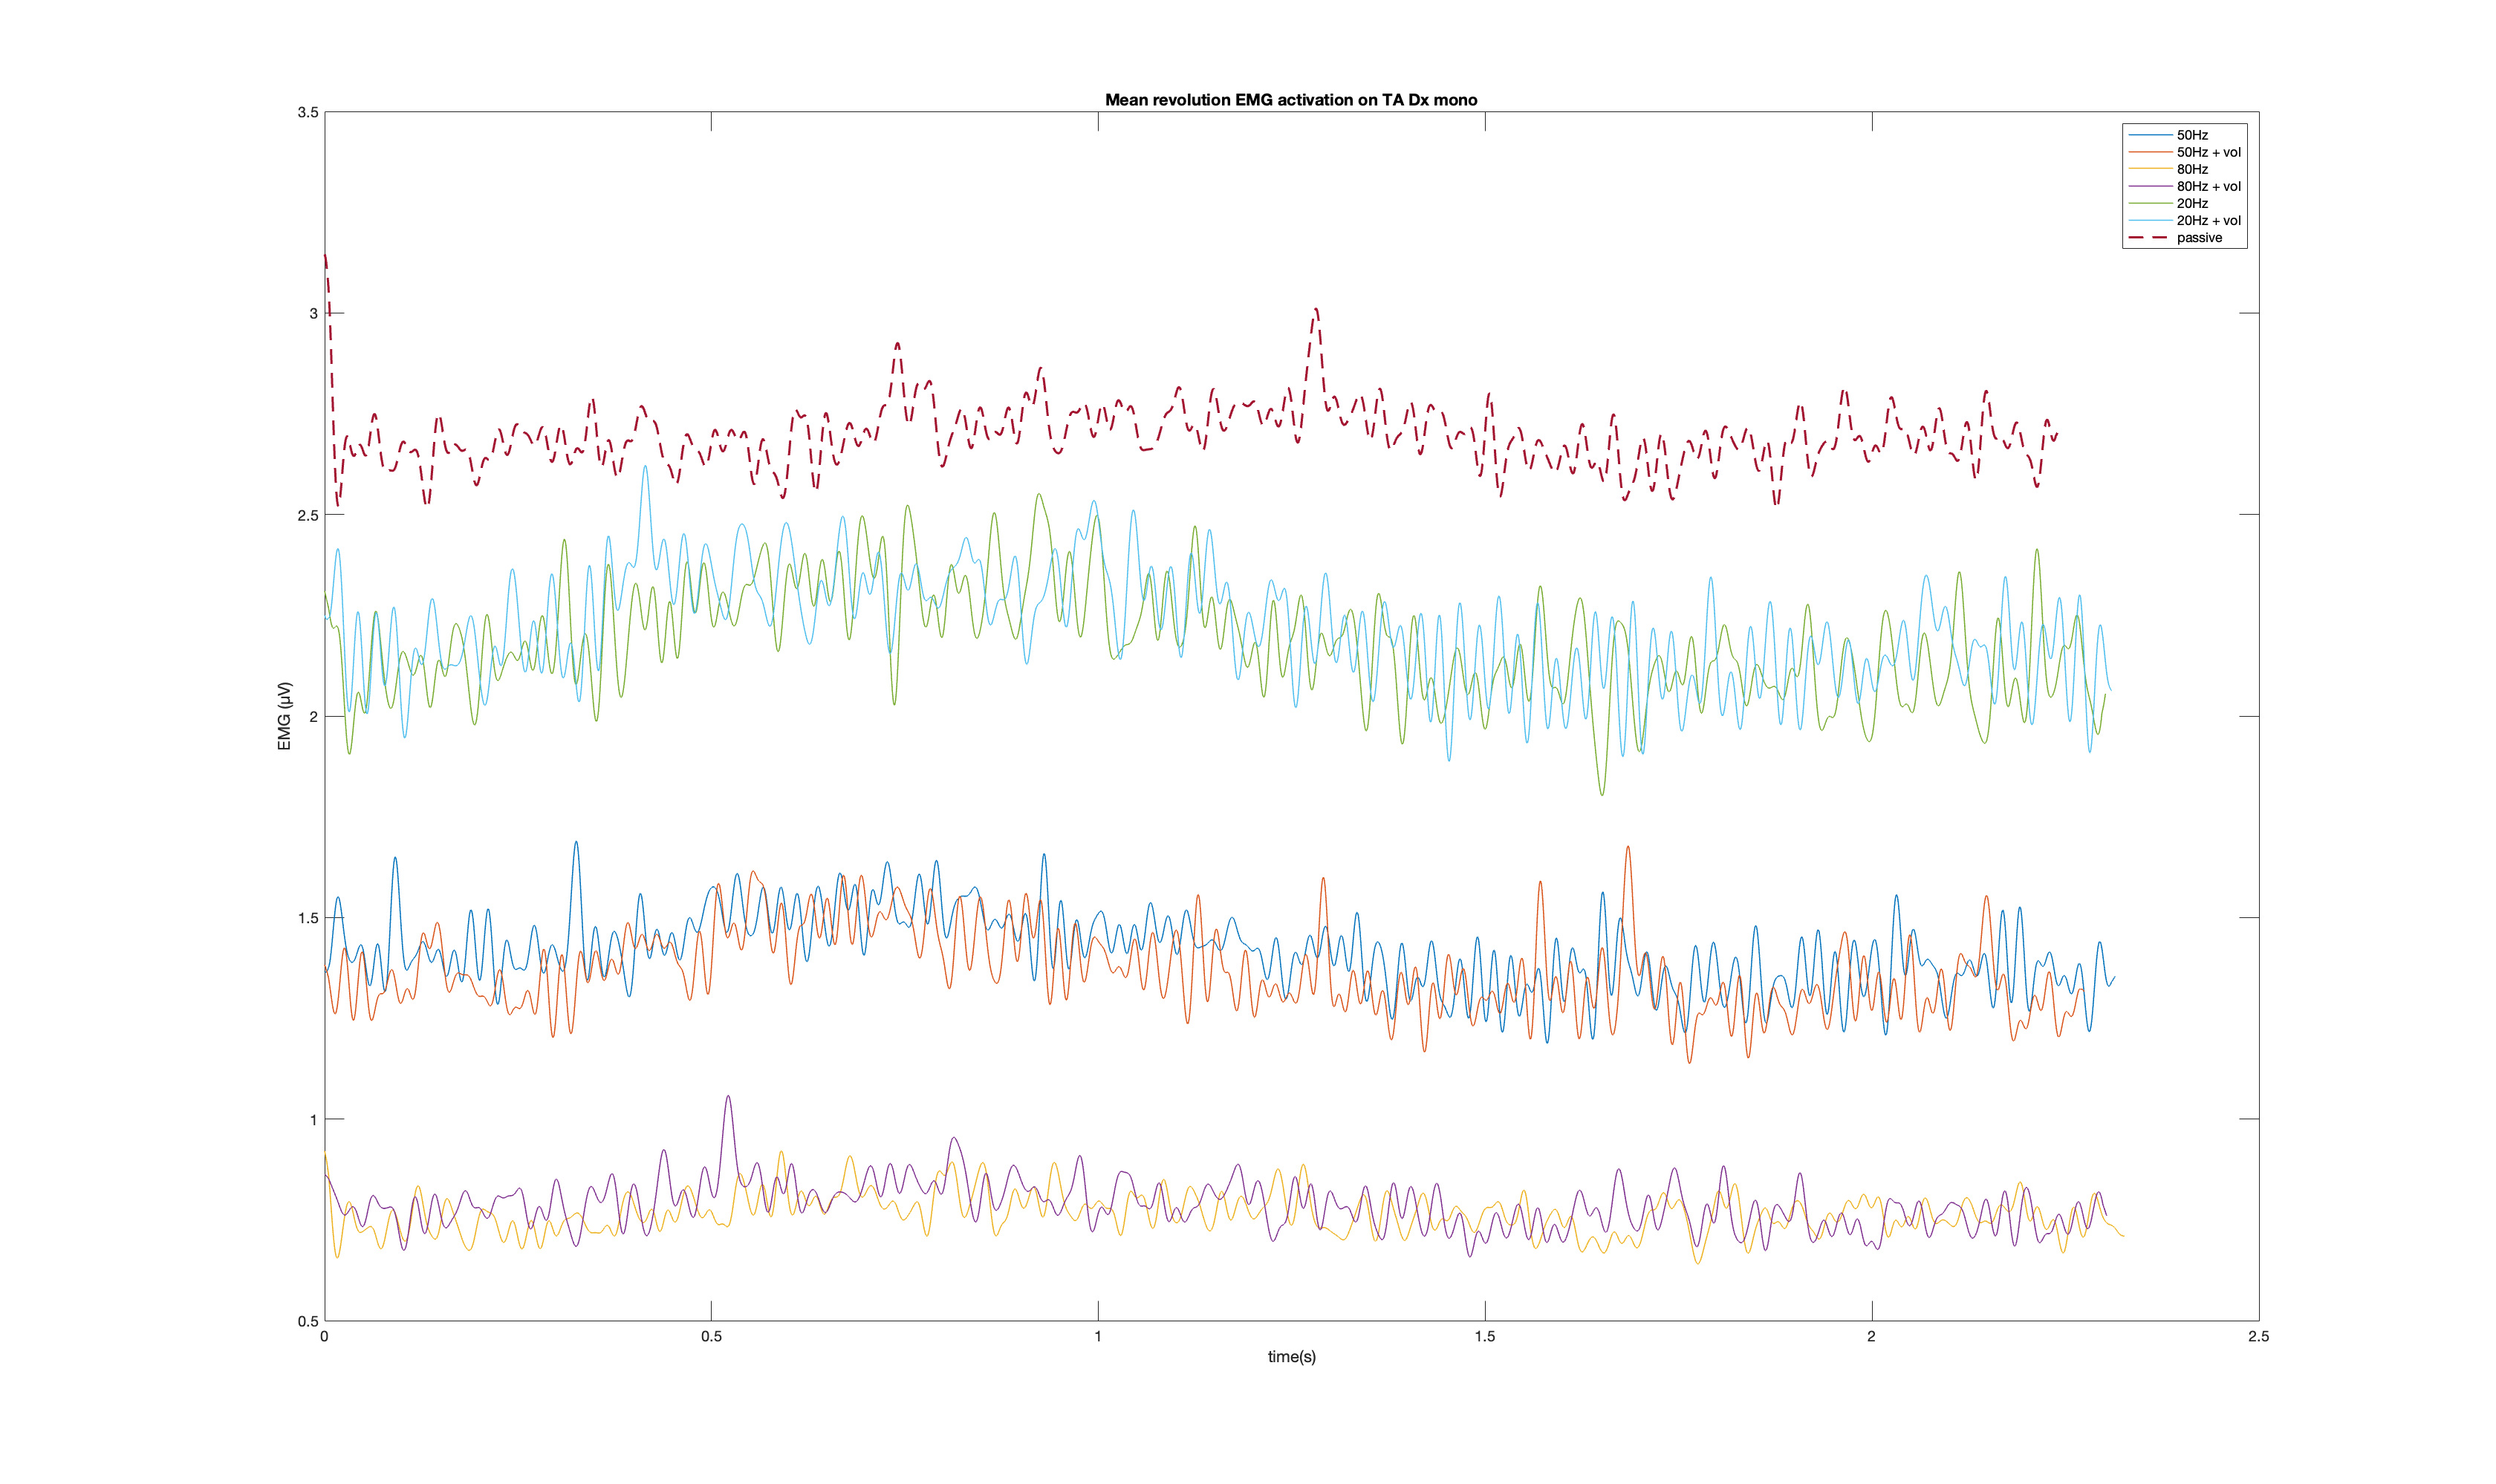 Mean revolution EMG activation on TA Dx mono
3.5
3
2.5
2
1.5
1
0.5
EMG (µV)
50Hz
50Hz + vol
80Hz
80Hz + vol
20Hz
20Hz + vol
passive
0
0.5
1
1.5
2
2.5
time(s)